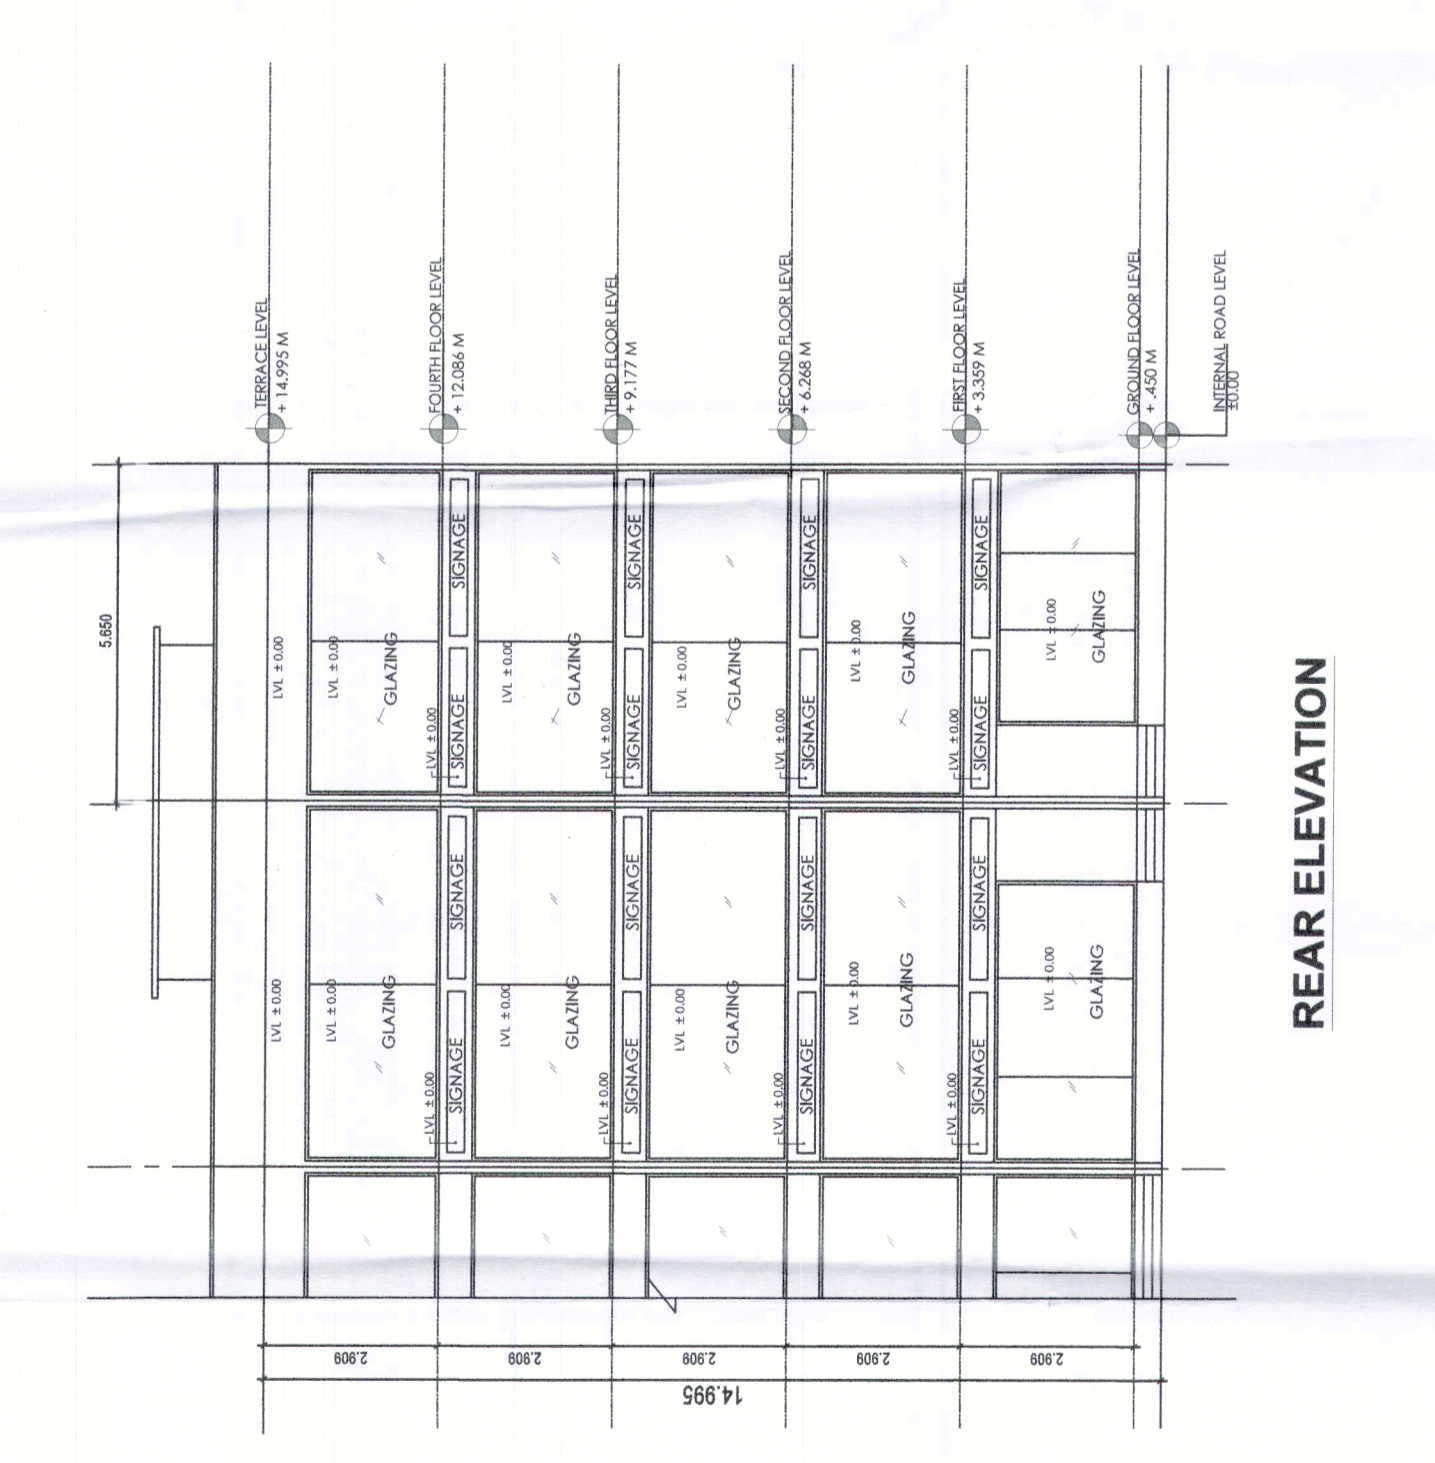 5.650
TERRACE LEVEL
+ 14.995 M
LVL ±0.00
LVL ±0.00
LVL ±0.00
LVL ±0.00
2.909
GLAZING
GLAZING
LVL ±0.00
LVL ±0.00
FOURTH FLOOR LEVEL
+ 12.086 M
SIGNAGE
SIGNAGE
SIGNAGE
SIGNAGE
LVL ±0.00
LVL ±0.00
2.909
GLAZING
GLAZING
LVL ±0.00
LVL ±0.00
THIRD FLOOR LEVEL
+ 9.177 M
SIGNAGE
SIGNAGE
SIGNAGE
SIGNAGE
LVL ±0.00
LVL ±0.00
2.909
14.995
GLAZING
GLAZING
LVL ±0.00
LVL ±0.00
SECOND FLOOR LEVEL
+ 6.268 M
SIGNAGE
SIGNAGE
SIGNAGE
SIGNAGE
LVL ±0.00
LVL ±0.00
2.909
GLAZING
GLAZING
LVL ±0.00
LVL ±0.00
FIRST FLOOR LEVEL
+ 3.359 M
SIGNAGE
SIGNAGE
SIGNAGE
SIGNAGE
LVL ±0.00
LVL ±0.00
2.909
GLAZING
GLAZING
GROUND FLOOR LEVEL
+ .450 M
INTERNAL ROAD LEVEL
±0.00
REAR ELEVATION